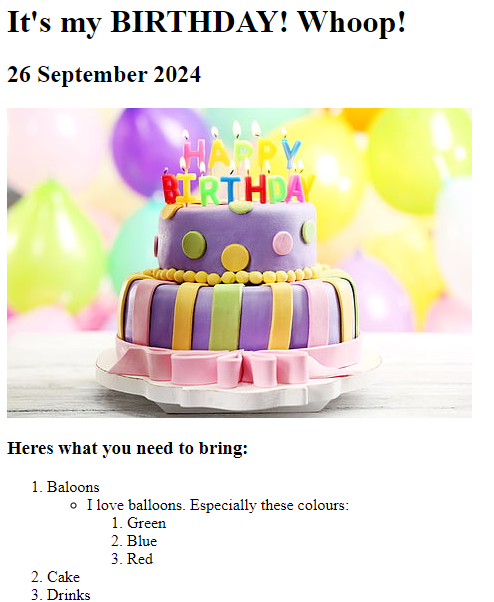 It's my BIRTHDAY! Whoop!
26 September 2024
HAPPY
BIRTHDAY
Heres what you need to bring:
1. Baloons
I love balloons. Especially these colours:
1. Green
2. Blue
3. Red
2. Cake
3. Drinks